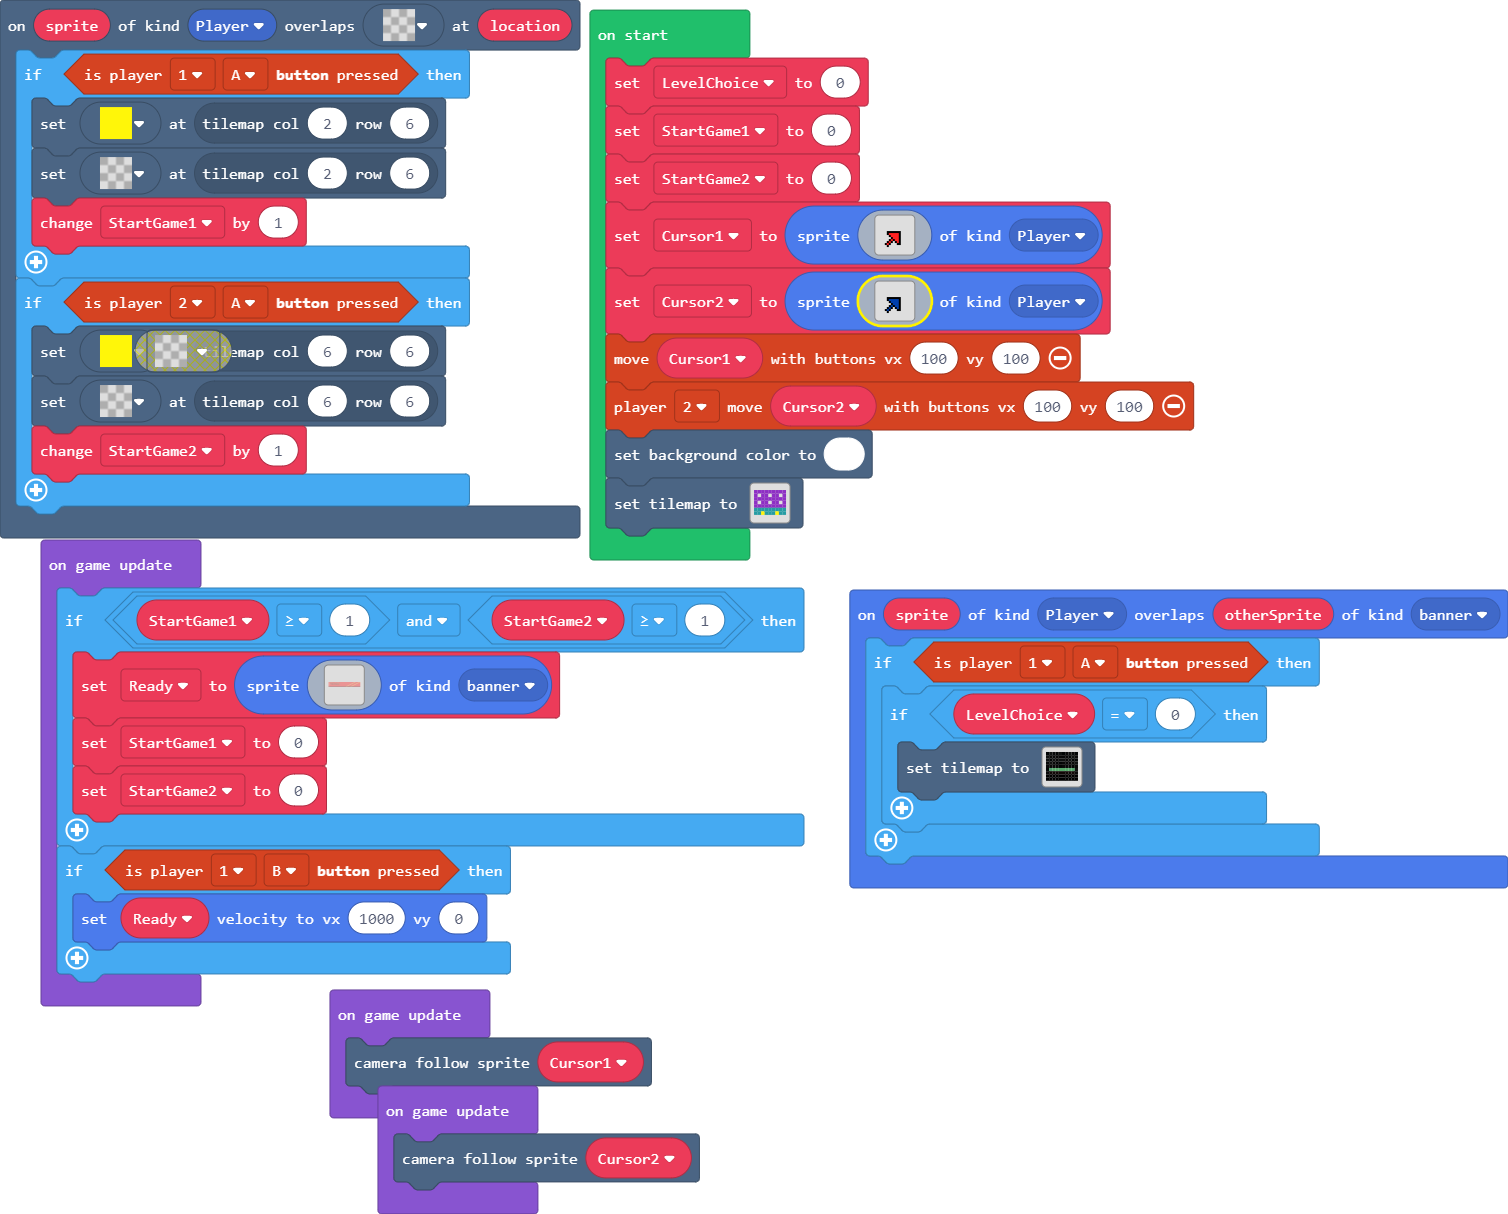 on sprite of kind Player overlaps at location
if is player 1 A button pressed then
set at tilemap col 2 row 6
set at tilemap col 2 row 6
change StartGame1 by 1
if is player 2 A button pressed then
set lemap col 6 row 6
set at tilemap col 6 row 6
change StartGame2 by 1
on start
set LevelChoice to 0
set StartGame1 to 0
set StartGame2 to 0
set Cursor1 to sprite of kind Player
set Cursor2 to sprite of kind Player
move Cursor1 with buttons vx 100 vy 100
player 2 move Cursor2 with buttons vx 100 vy 100
set background color to
set tilemap to
on game update
if StartGame1 ≥ 1 and StartGame2 ≥ 1 then
set Ready to sprite of kind banner
set StartGame1 to 0
set StartGame2 to 0
if is player 1 B button pressed then
set Ready velocity to vx 1000 vy 0
on sprite of kind Player overlaps otherSprite of kind banner
if is player 1 A button pressed then
if LevelChoice = 0 then
set tilemap to
on game update
camera follow sprite Cursor1
on game update
camera follow sprite Cursor2